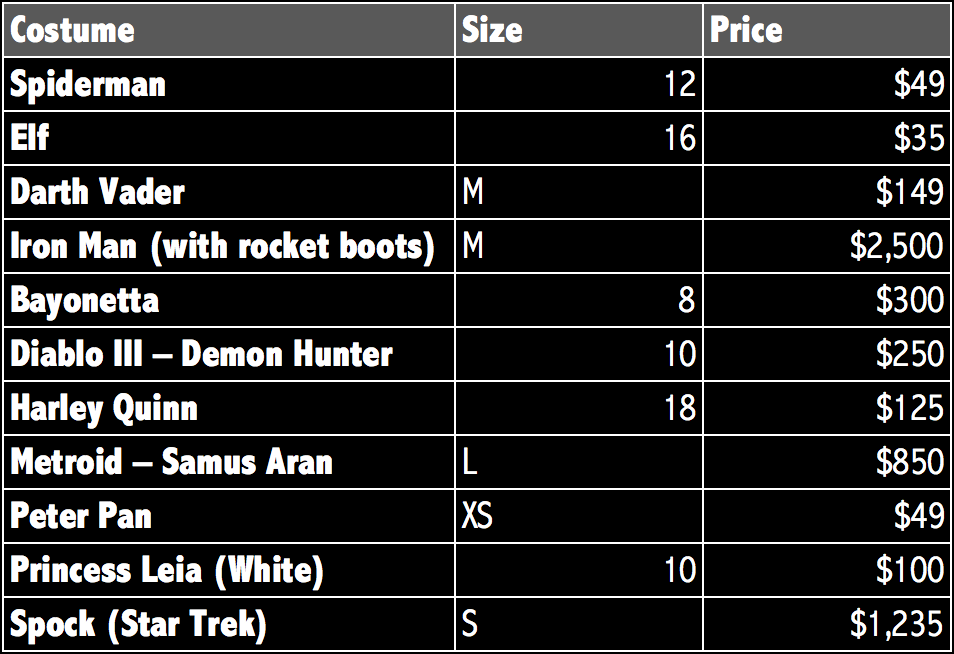 Costume Size Price
Spiderman 12 $49
Elf 16 $35
Darth Vader M $149
Iron Man (with rocket boots) M $2,500
Bayonetta 8 $300
Diablo III – Demon Hunter 10 $250
Harley Quinn 18 $125
Metroid – Samus Aran L $850
Peter Pan XS $49
Princess Leia (White) 10 $100
Spock (Star Trek) S $1,235